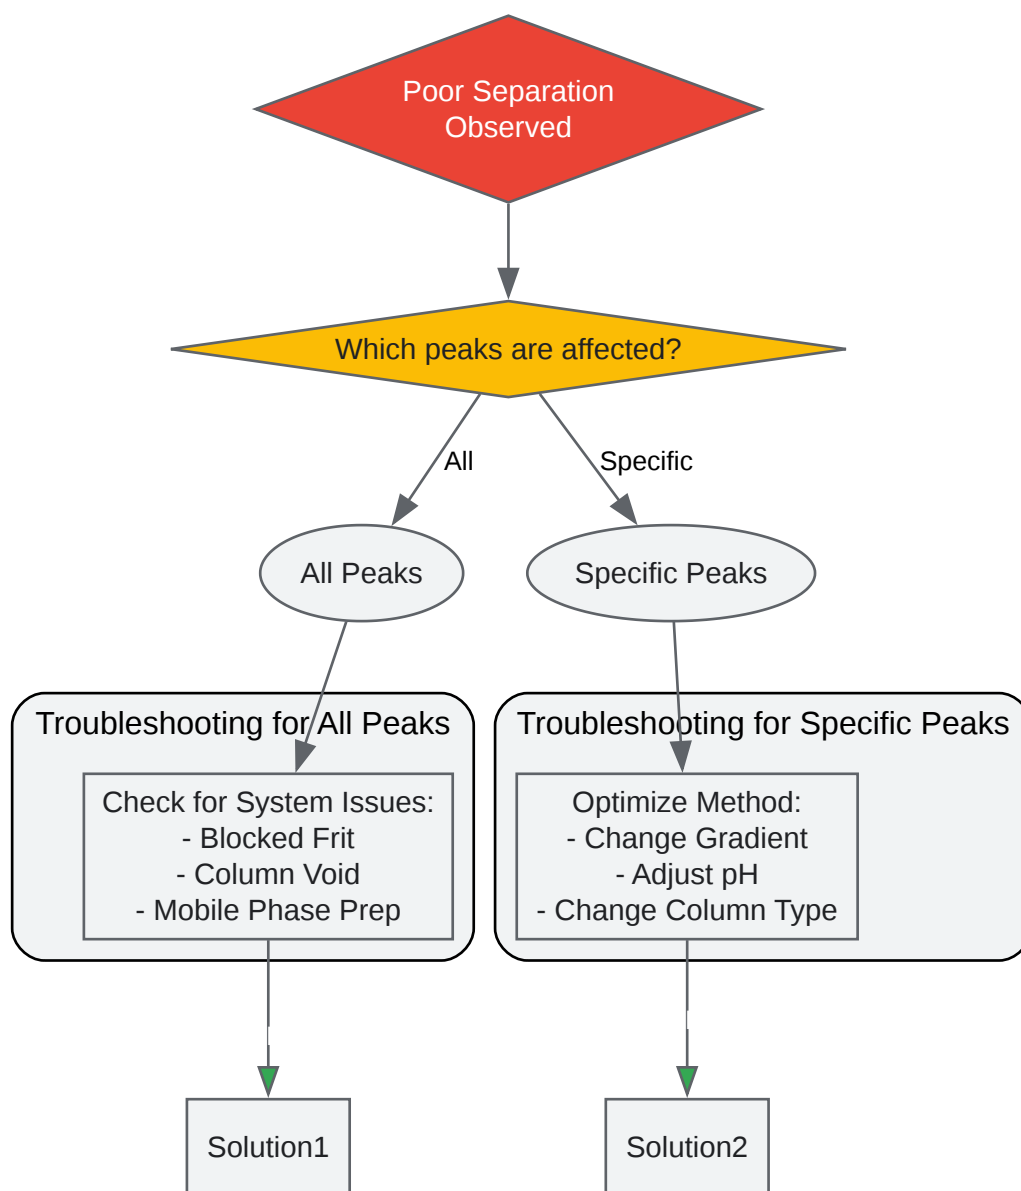 Poor Separation
Observed
Which peaks are affected?
All
Specific
All Peaks
Specific Peaks
Troubleshooting for All Peaks
Troubleshooting for Specific Peaks
Check for System Issues:
- Blocked Frit
- Column Void
- Mobile Phase Prep
Optimize Method:
- Change Gradient
- Adjust pH
- Change Column Type
Solution1
Solution2